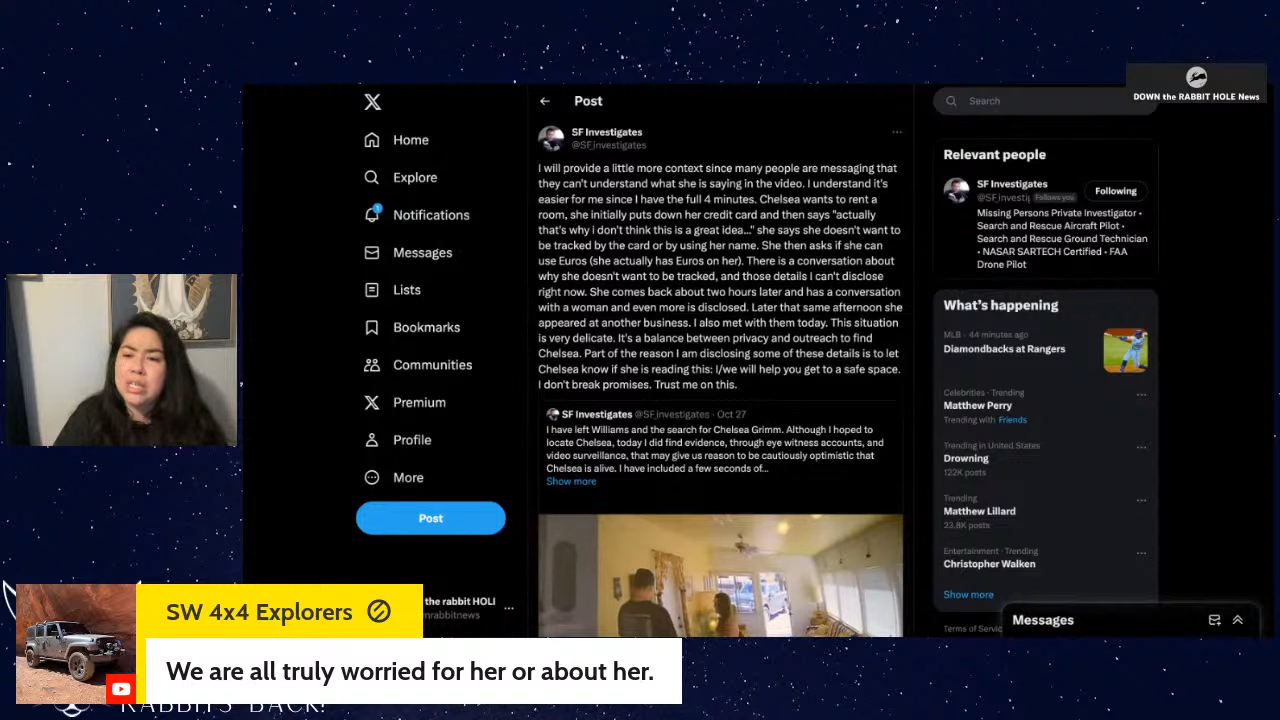 DOWN the RABBIT HOLE News
Home
Explore
Notifications
1
Messages
Lists
Bookmarks
Communities
Premium
Profile
More
Post
the rabbit HOLI
nrabbitnews
Post
SF Investigates
@SF_investigates
I will provide a little more context since many people are messaging that
they can't understand what she is saying in the video. I understand it's
easier for me since I have the full 4 minutes. Chelsea wants to rent a
room, she initially puts down her credit card and then says "actually
that's why i don't think this is a great idea..." she says she doesn't want to
be tracked by the card or by using her name. She then asks if she can
use Euros (she actually has Euros on her). There is a conversation about
why she doesn't want to be tracked, and those details I can't disclose
right now. She comes back about two hours later and has a conversation
with a woman and even more is disclosed. Later that same afternoon she
appeared at another business. I also met with them today. This situation
is very delicate. It's a balance between privacy and outreach to find
Chelsea. Part of the reason I am disclosing some of these details is to let
Chelsea know if she is reading this: I/we will help you get to a safe space.
I don't break promises. Trust me on this.
SF Investigates @SF_investigates · Oct 27
I have left Williams and the search for Chelsea Grimm. Although I hoped to
locate Chelsea, today I did find evidence, through eye witness accounts, and
video surveillance, that may give us reason to be cautiously optimistic that
Chelsea is alive. I have included a few seconds of...
Show more
Search
Relevant people
SF Investigates
@SF_investig Follows you
Following
Missing Persons Private Investigator •
Search and Rescue Aircraft Pilot •
Search and Rescue Ground Technician
• NASAR SARTECH Certified • FAA
Drone Pilot
What's happening
MLB · 44 minutes ago
Diamondbacks at Rangers
Celebrities · Trending
Matthew Perry
Trending with Friends
Trending in United States
Drowning
122K posts
Trending
Matthew Lillard
23.8K posts
Entertainment · Trending
Christopher Walken
Show more
Terms of Servic
Messages
SW 4x4 Explorers
We are all truly worried for her or about her.
RABBITS BACK!